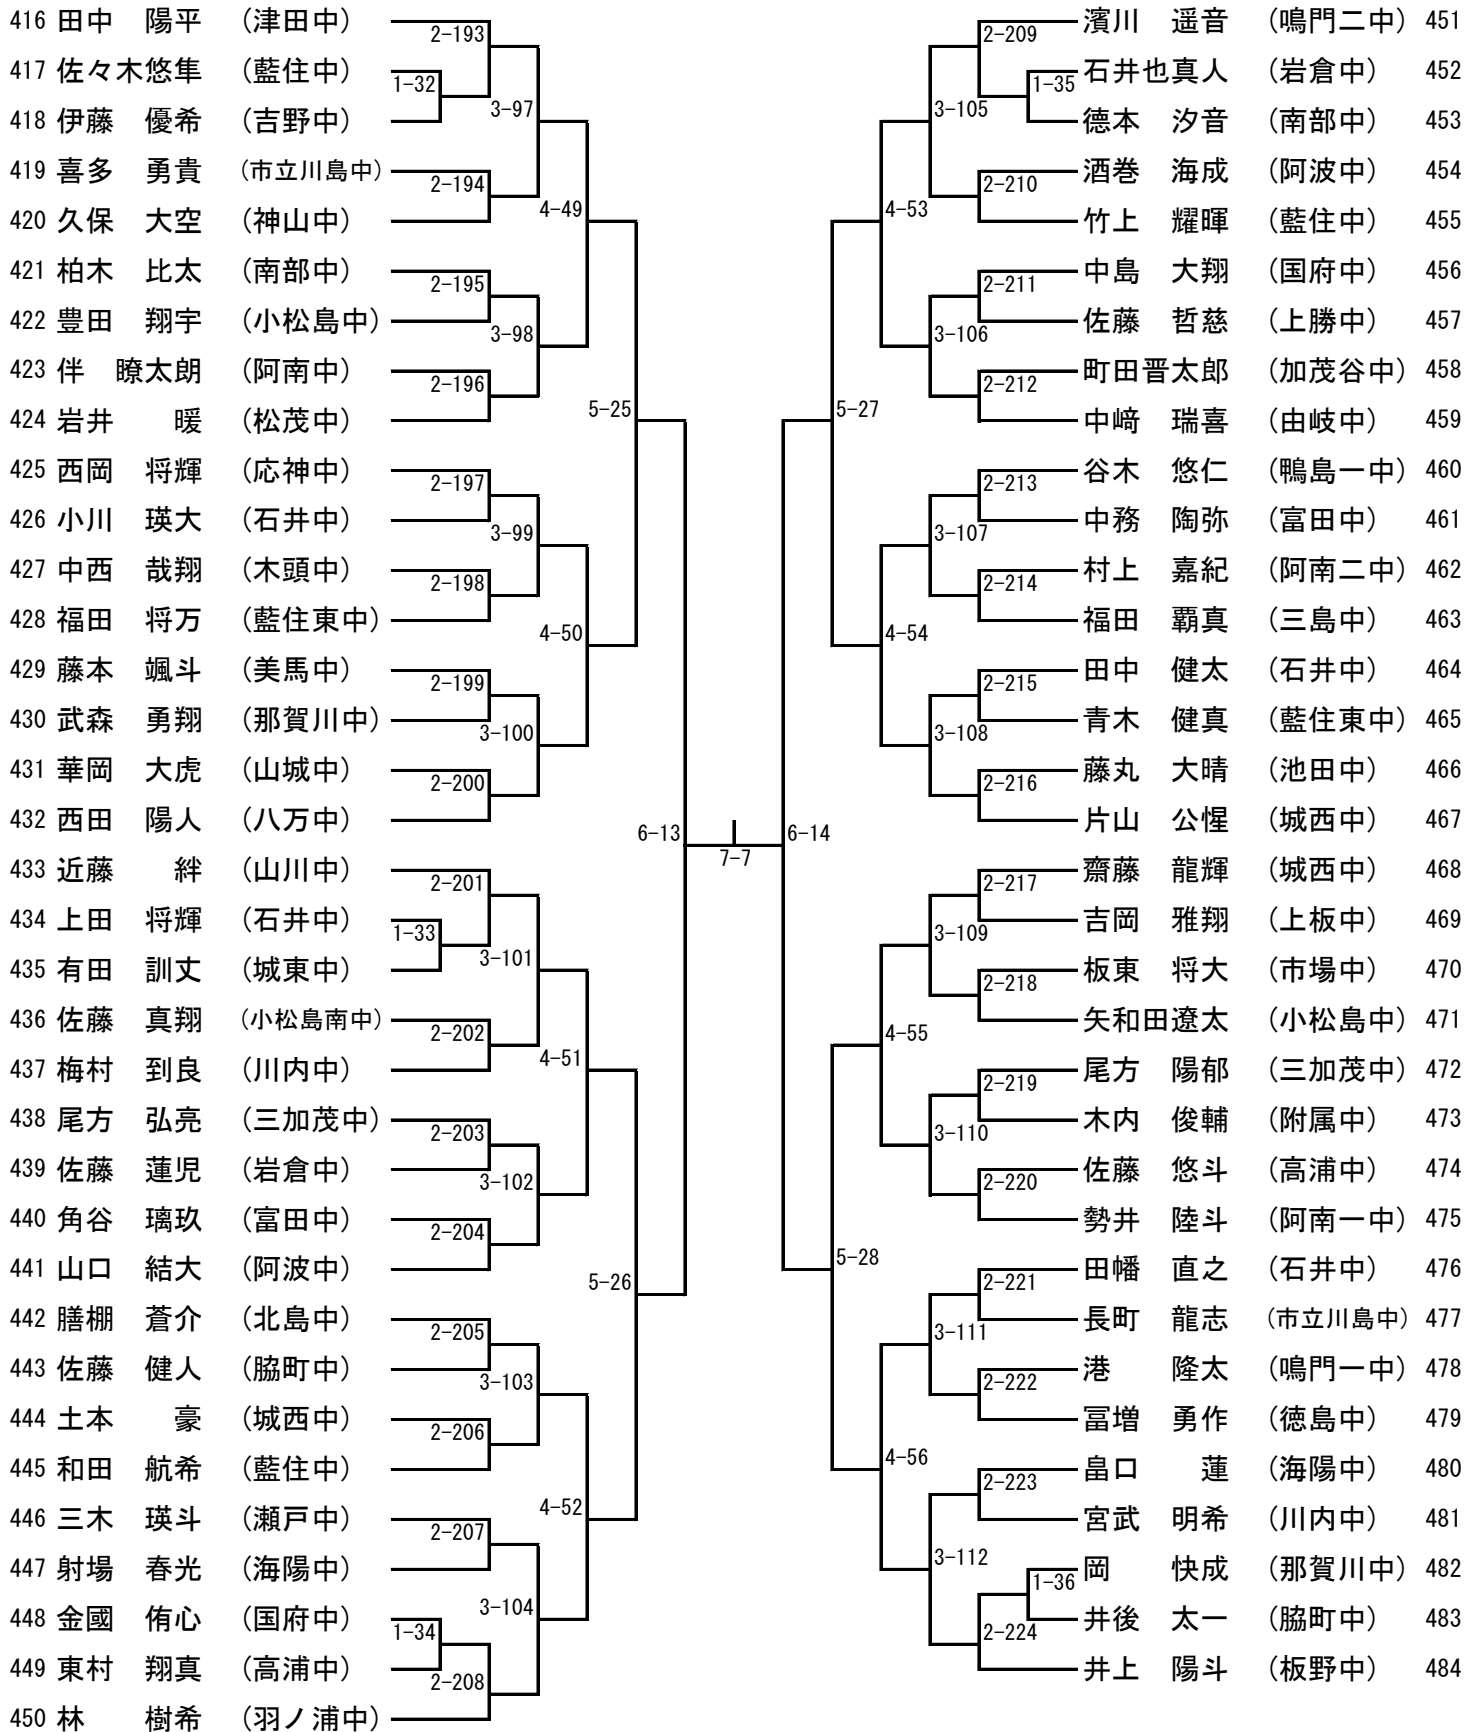 416 田中　陽平　（津田中）
417 佐々木悠隼　（藍住中）
418 伊藤　優希　（吉野中）
419 喜多　勇貴　（市立川島中）
420 久保　大空　（神山中）
421 柏木　比太　（南部中）
422 豊田　翔宇　（小松島中）
423 伴　瞭太朗　（阿南中）
424 岩井　　暖　（松茂中）
425 西岡　将輝　（応神中）
426 小川　瑛大　（石井中）
427 中西　哉翔　（木頭中）
428 福田　将万　（藍住東中）
429 藤本　颯斗　（美馬中）
430 武森　勇翔　（那賀川中）
431 華岡　大虎　（山城中）
432 西田　陽人　（八万中）
433 近藤　　絆　（山川中）
434 上田　将輝　（石井中）
435 有田　訓丈　（城東中）
436 佐藤　真翔　（小松島南中）
437 梅村　到良　（川内中）
438 尾方　弘亮　（三加茂中）
439 佐藤　蓮児　（岩倉中）
440 角谷　璃玖　（富田中）
441 山口　結大　（阿波中）
442 膳棚　蒼介　（北島中）
443 佐藤　健人　（脇町中）
444 土本　　豪　（城西中）
445 和田　航希　（藍住中）
446 三木　瑛斗　（瀬戸中）
447 射場　春光　（海陽中）
448 金國　侑心　（国府中）
449 東村　翔真　（高浦中）
450 林　　樹希　（羽ノ浦中）
1-32
1-33
1-34
2-193
2-194
2-195
2-196
2-197
2-198
2-199
2-200
2-201
2-202
2-203
2-204
2-205
2-206
2-207
2-208
3-97
3-98
3-99
3-100
3-101
3-102
3-103
3-104
4-49
4-50
4-51
4-52
5-25
5-26
6-13
7-7
6-14
5-27
5-28
4-53
4-54
4-55
4-56
3-105
3-106
3-107
3-108
3-109
3-110
3-111
3-112
2-209
2-210
2-211
2-212
2-213
2-214
2-215
2-216
2-217
2-218
2-219
2-220
2-221
2-222
2-223
2-224
1-35
1-36
濱川　遥音　（鳴門二中） 451
石井也真人　（岩倉中） 452
德本　汐音　（南部中） 453
酒巻　海成　（阿波中） 454
竹上　耀暉　（藍住中） 455
中島　大翔　（国府中） 456
佐藤　哲慈　（上勝中） 457
町田晋太郎　（加茂谷中） 458
中﨑　瑞喜　（由岐中） 459
谷木　悠仁　（鴨島一中） 460
中務　陶弥　（富田中） 461
村上　嘉紀　（阿南二中） 462
福田　覇真　（三島中） 463
田中　健太　（石井中） 464
青木　健真　（藍住東中） 465
藤丸　大晴　（池田中） 466
片山　公惺　（城西中） 467
齋藤　龍輝　（城西中） 468
吉岡　雅翔　（上板中） 469
板東　将大　（市場中） 470
矢和田遼太　（小松島中） 471
尾方　陽郁　（三加茂中） 472
木内　俊輔　（附属中） 473
佐藤　悠斗　（高浦中） 474
勢井　陸斗　（阿南一中） 475
田幡　直之　（石井中） 476
長町　龍志　（市立川島中） 477
港　　隆太　（鳴門一中） 478
冨増　勇作　（徳島中） 479
畠口　　蓮　（海陽中） 480
宮武　明希　（川内中） 481
岡　　快成　（那賀川中） 482
井後　太一　（脇町中） 483
井上　陽斗　（板野中） 484